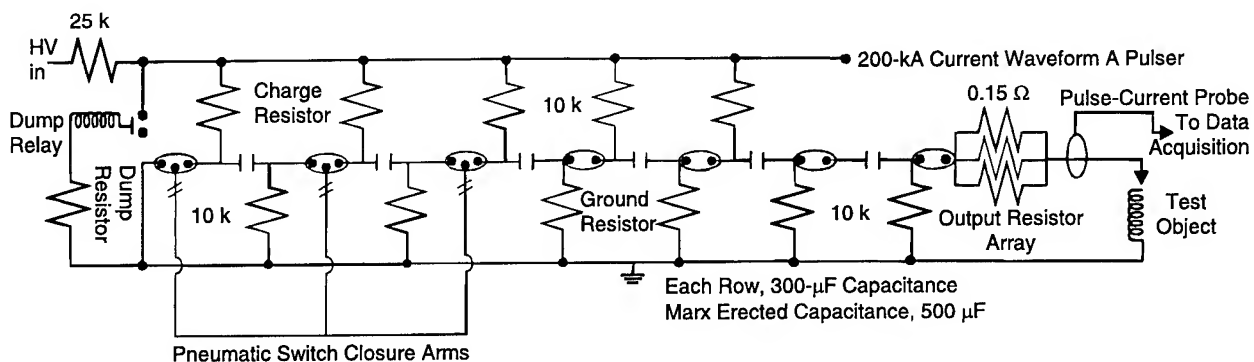 25 k
HV
in
200-kA Current Waveform A Pulser
Charge
Resistor
10 k
0.15 Ω
Pulse-Current Probe
To Data
Acquisition
Dump
Relay
Dump
Resistor
10 k
Ground
Resistor
10 k
Output Resistor
Array
Test
Object
Each Row, 300-μF Capacitance
Marx Erected Capacitance, 500 μF
Pneumatic Switch Closure Arms